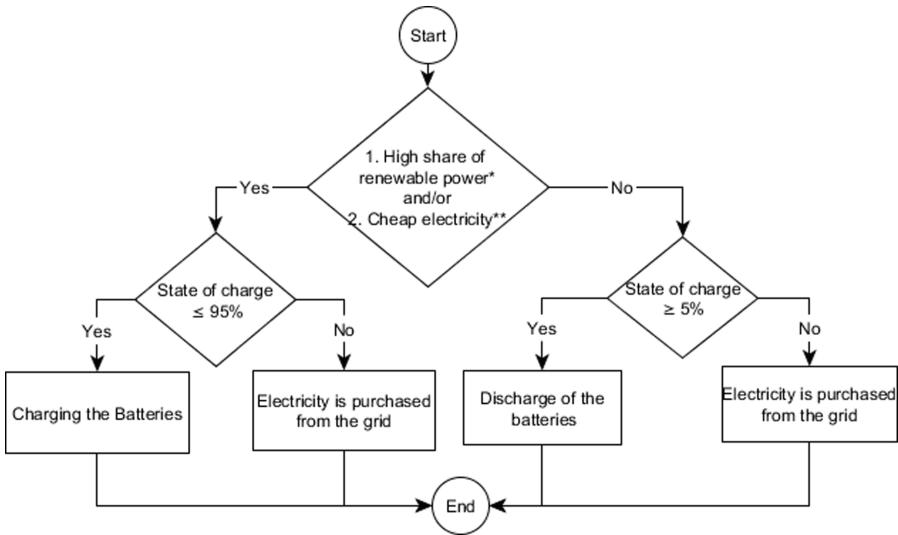 Start
1. High share of
renewable power*
and/or
2. Cheap electricity**
Yes
No
State of charge
≤ 95%
State of charge
≥ 5%
Yes
No
Yes
No
Charging the Batteries
Electricity is purchased
from the grid
Discharge of the
batteries
Electricity is purchased
from the grid
End